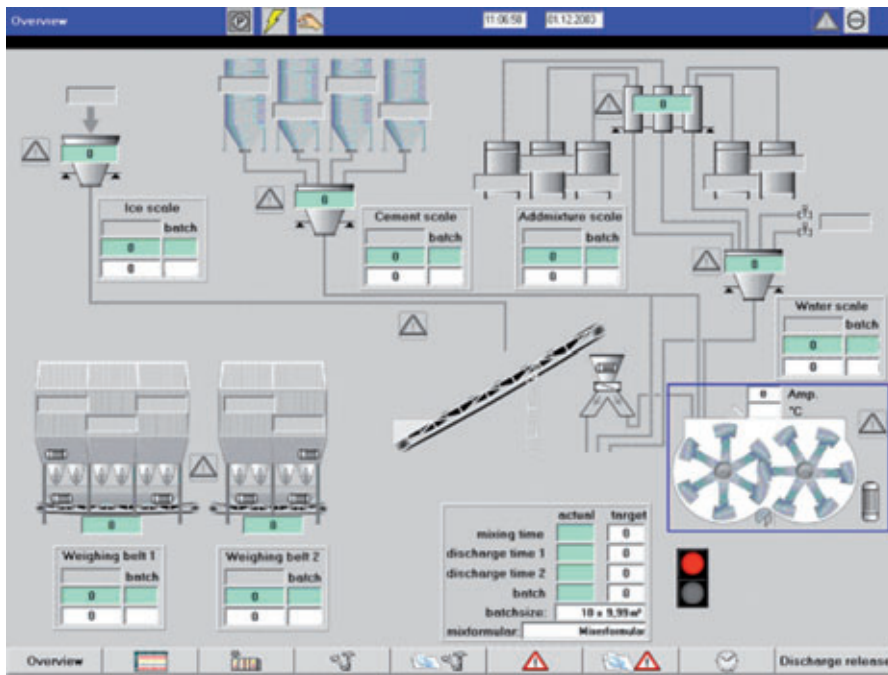 Overview 11:06:58 01.12.2003
0
0
0
0
0
Ice scale
batch
0
0
Cement scale
batch
0
0
Addmixture scale
batch
0
0
Water scale
batch
0
0
0 Amp.
°C
0
0
Weighing belt 1
batch
0
0
Weighing belt 2
batch
0
0
actual target
mixing time 0
discharge time 1 0
discharge time 2 0
batch 0
batchsize: 10 x 9,99m³
mixformular: Mixerformular
Overview Discharge release